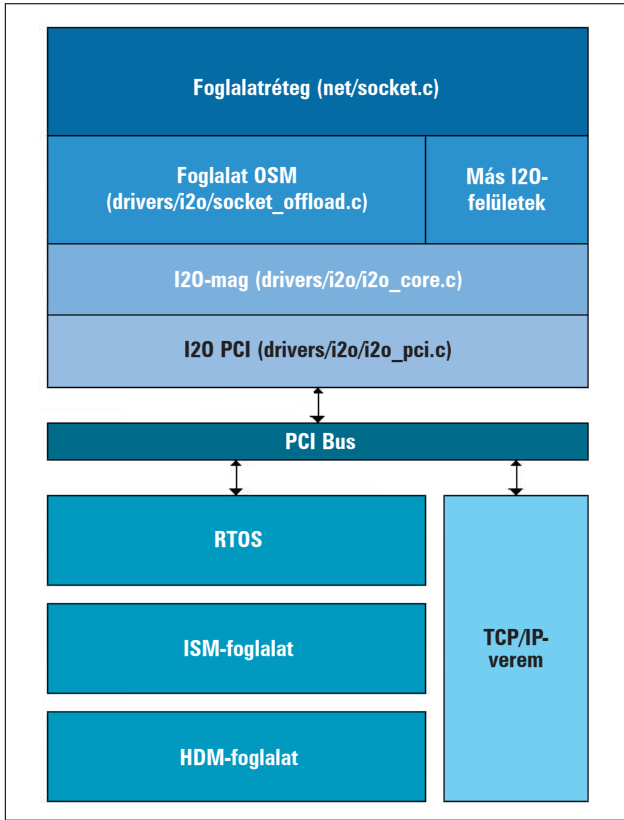 Foglalatréteg (net/socket.c)
Foglalat OSM
(drivers/i2o/socket_offload.c)
Más I2O-
felületek
I2O-mag (drivers/i2o/i2o_core.c)
I2O PCI (drivers/i2o/i2o_pci.c)
PCI Bus
RTOS
ISM-foglalat
HDM-foglalat
TCP/IP-
verem